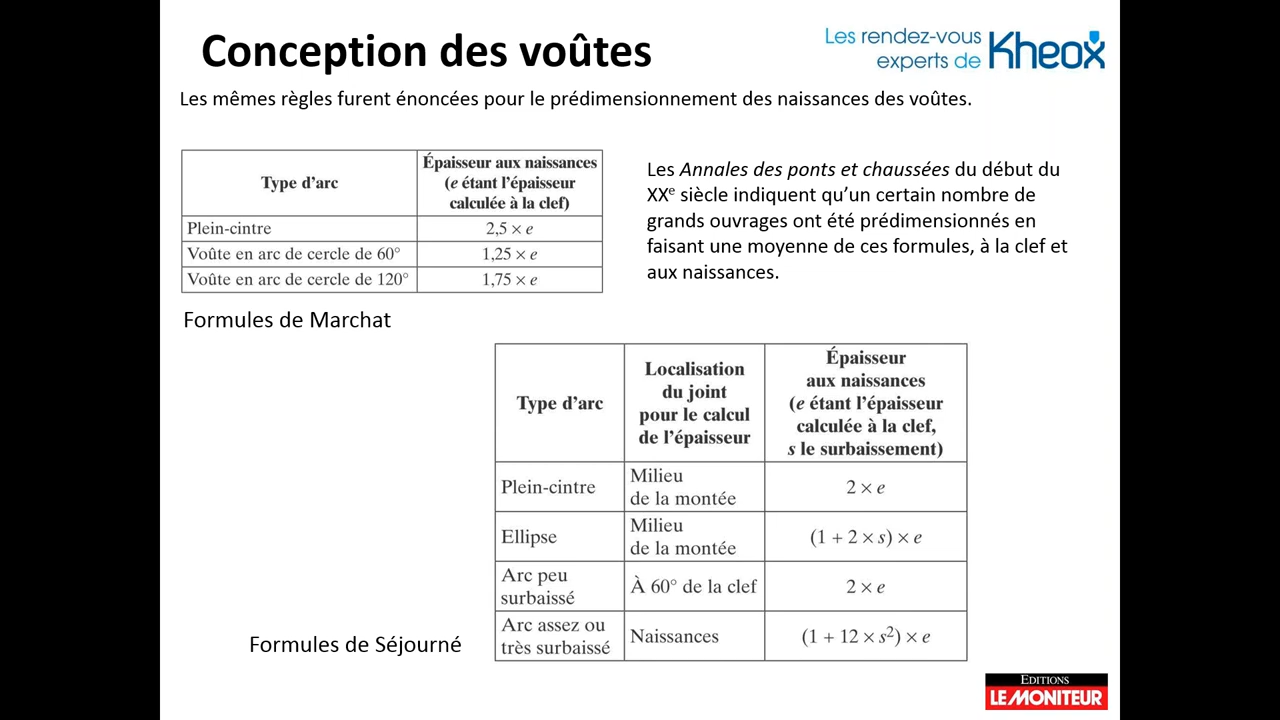 Conception des voûtes
Les rendez-vous
experts de Kheox
Les mêmes règles furent énoncées pour le prédimensionnement des naissances des voûtes.
Type d'arc
Épaisseur aux naissances
(e étant l'épaisseur
calculée à la clef)
Plein-cintre 2,5 × e
Voûte en arc de cercle de 60° 1,25 × e
Voûte en arc de cercle de 120° 1,75 × e
Formules de Marchat
Les Annales des ponts et chaussées du début du
XXe siècle indiquent qu'un certain nombre de
grands ouvrages ont été prédimensionnés en
faisant une moyenne de ces formules, à la clef et
aux naissances.
Type d'arc
Localisation
du joint
pour le calcul
de l'épaisseur
Épaisseur
aux naissances
(e étant l'épaisseur
calculée à la clef,
s le surbaissement)
Plein-cintre
Milieu
de la montée
2 × e
Ellipse
Milieu
de la montée
(1 + 2 × s) × e
Arc peu
surbaissé
À 60° de la clef
2 × e
Arc assez ou
très surbaissé
Naissances
(1 + 12 × s²) × e
Formules de Séjourné
EDITIONS
LE MONITEUR